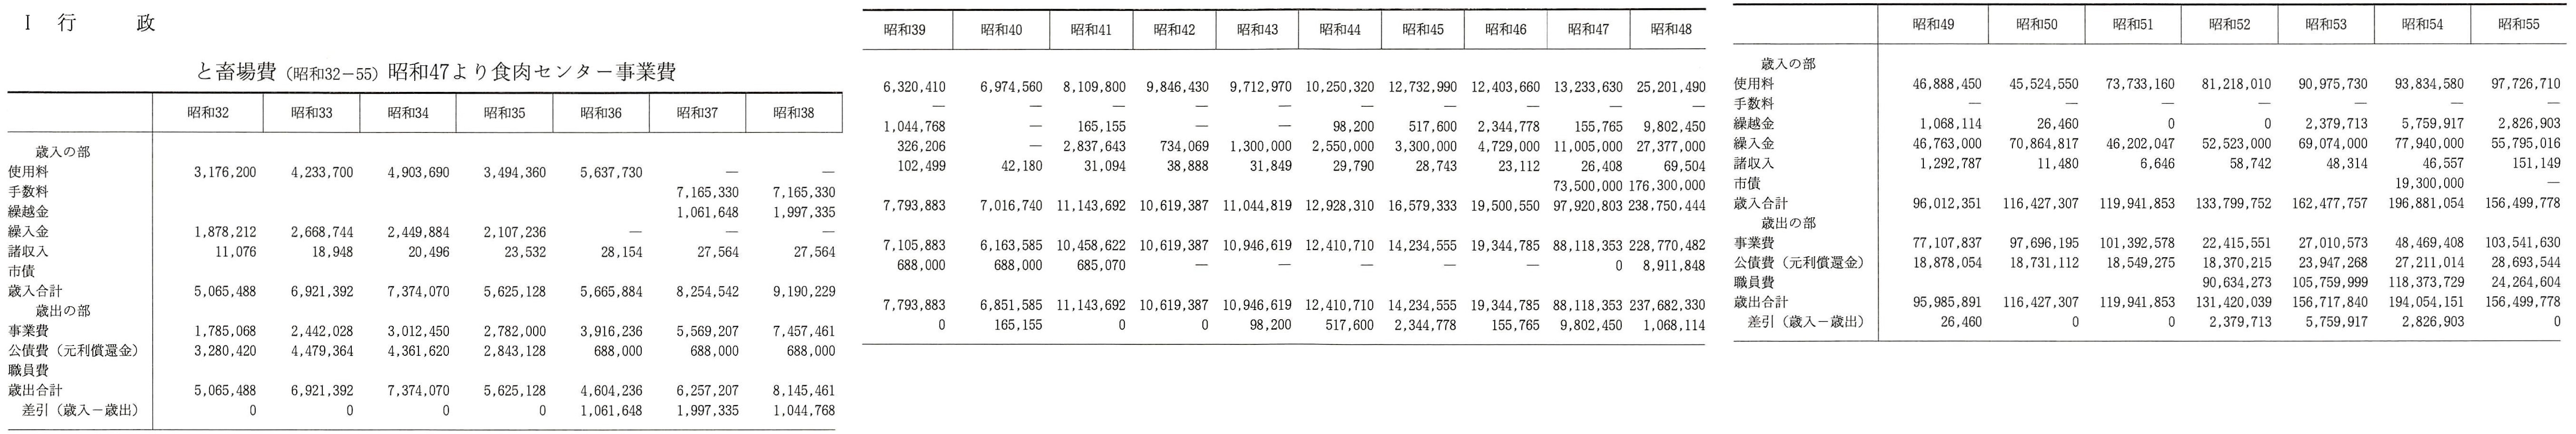 I 行 政
と畜場費(昭和32-55)昭和47より食肉センター事業費
昭和32 昭和33 昭和34 昭和35 昭和36 昭和37 昭和38
歳入の部
使用料 3,176,200 4,233,700 4,903,690 3,494,360 5,637,730 — —
手数料 7,165,330 7,165,330
繰越金 1,061,648 1,997,335
繰入金 1,878,212 2,668,744 2,449,884 2,107,236 — — —
諸収入 11,076 18,948 20,496 23,532 28,154 27,564 27,564
市債
歳入合計 5,065,488 6,921,392 7,374,070 5,625,128 5,665,884 8,254,542 9,190,229
歳出の部
事業費 1,785,068 2,442,028 3,012,450 2,782,000 3,916,236 5,569,207 7,457,461
公債費(元利償還金) 3,280,420 4,479,364 4,361,620 2,843,128 688,000 688,000 688,000
職員費
歳出合計 5,065,488 6,921,392 7,374,070 5,625,128 4,604,236 6,257,207 8,145,461
差引(歳入-歳出) 0 0 0 0 1,061,648 1,997,335 1,044,768
昭和39 昭和40 昭和41 昭和42 昭和43 昭和44 昭和45 昭和46 昭和47 昭和48
6,320,410 6,974,560 8,109,800 9,846,430 9,712,970 10,250,320 12,732,990 12,403,660 13,233,630 25,201,490
— — — — — — — — — —
1,044,768 — 165,155 — — 98,200 517,600 2,344,778 155,765 9,802,450
326,206 — 2,837,643 734,069 1,300,000 2,550,000 3,300,000 4,729,000 11,005,000 27,377,000
102,499 42,180 31,094 38,888 31,849 29,790 28,743 23,112 26,408 69,504
73,500,000 176,300,000
7,793,883 7,016,740 11,143,692 10,619,387 11,044,819 12,928,310 16,579,333 19,500,550 97,920,803 238,750,444
7,105,883 6,163,585 10,458,622 10,619,387 10,946,619 12,410,710 14,234,555 19,344,785 88,118,353 228,770,482
688,000 688,000 685,070 — — — — — 0 8,911,848
7,793,883 6,851,585 11,143,692 10,619,387 10,946,619 12,410,710 14,234,555 19,344,785 88,118,353 237,682,330
0 165,155 0 0 98,200 517,600 2,344,778 155,765 9,802,450 1,068,114
昭和49 昭和50 昭和51 昭和52 昭和53 昭和54 昭和55
歳入の部
使用料 46,888,450 45,524,550 73,733,160 81,218,010 90,975,730 93,834,580 97,726,710
手数料 — — — — — — —
繰越金 1,068,114 26,460 0 0 2,379,713 5,759,917 2,826,903
繰入金 46,763,000 70,864,817 46,202,047 52,523,000 69,074,000 77,940,000 55,795,016
諸収入 1,292,787 11,480 6,646 58,742 48,314 46,557 151,149
市債 19,300,000 —
歳入合計 96,012,351 116,427,307 119,941,853 133,799,752 162,477,757 196,881,054 156,499,778
歳出の部
事業費 77,107,837 97,696,195 101,392,578 22,415,551 27,010,573 48,469,408 103,541,630
公債費(元利償還金) 18,878,054 18,731,112 18,549,275 18,370,215 23,947,268 27,211,014 28,693,544
職員費 90,634,273 105,759,999 118,373,729 24,264,604
歳出合計 95,985,891 116,427,307 119,941,853 131,420,039 156,717,840 194,054,151 156,499,778
差引(歳入-歳出) 26,460 0 0 2,379,713 5,759,917 2,826,903 0